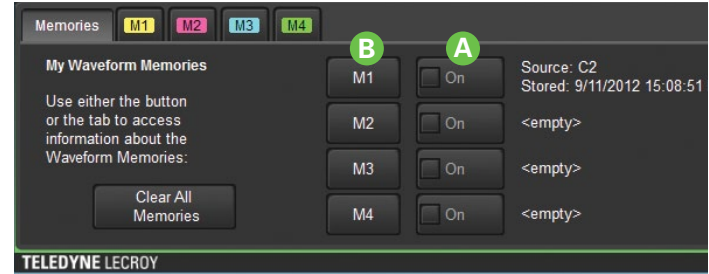 Memories M1 M2 M3 M4
B A
My Waveform Memories
Use either the button
or the tab to access
information about the
Waveform Memories:
Clear All
Memories
M1 On Source: C2
Stored: 9/11/2012 15:08:51
M2 On <empty>
M3 On <empty>
M4 On <empty>
TELEDYNE LECROY